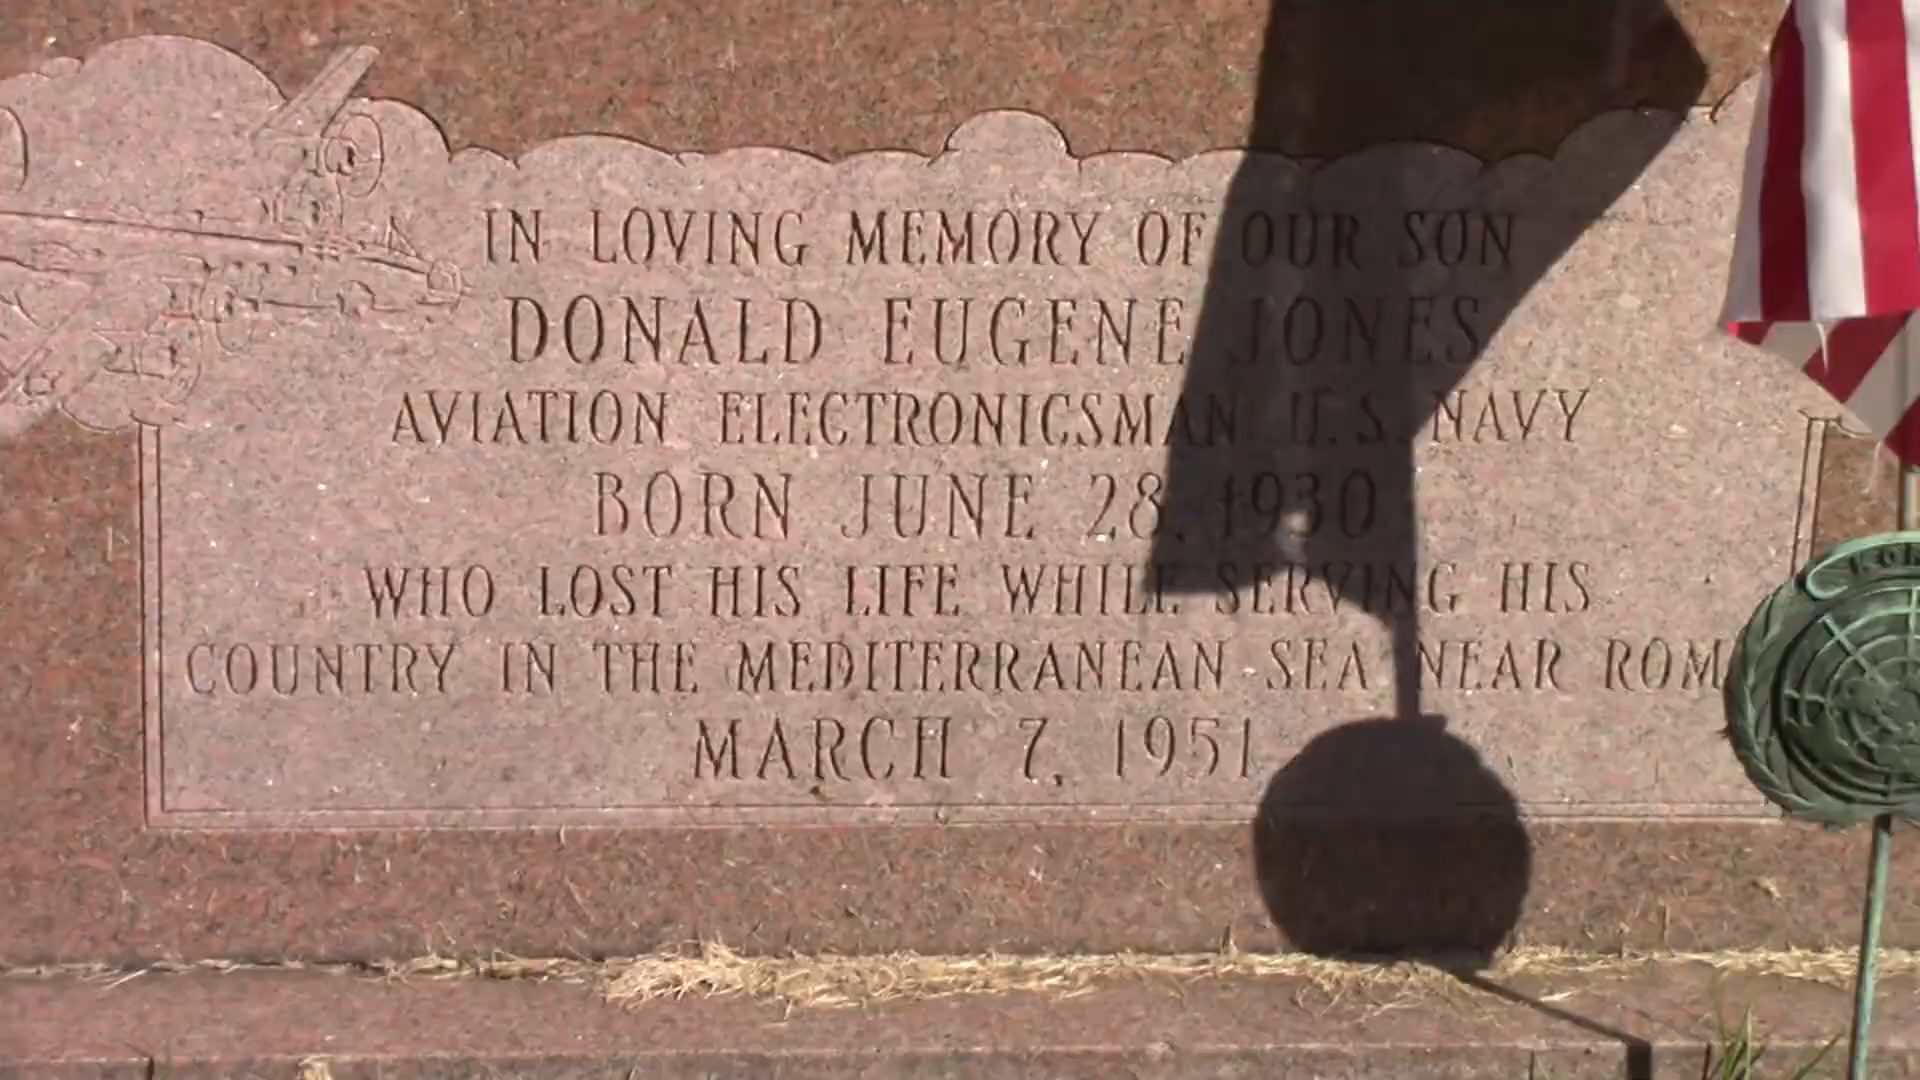 IN LOVING MEMORY OF OUR SON
DONALD EUGENE JONES
AVIATION ELECTRONICSMAN U.S. NAVY
BORN JUNE 28, 1930
WHO LOST HIS LIFE WHILE SERVING HIS
COUNTRY IN THE MEDITERRANEAN SEA NEAR ROM
MARCH 7, 1951